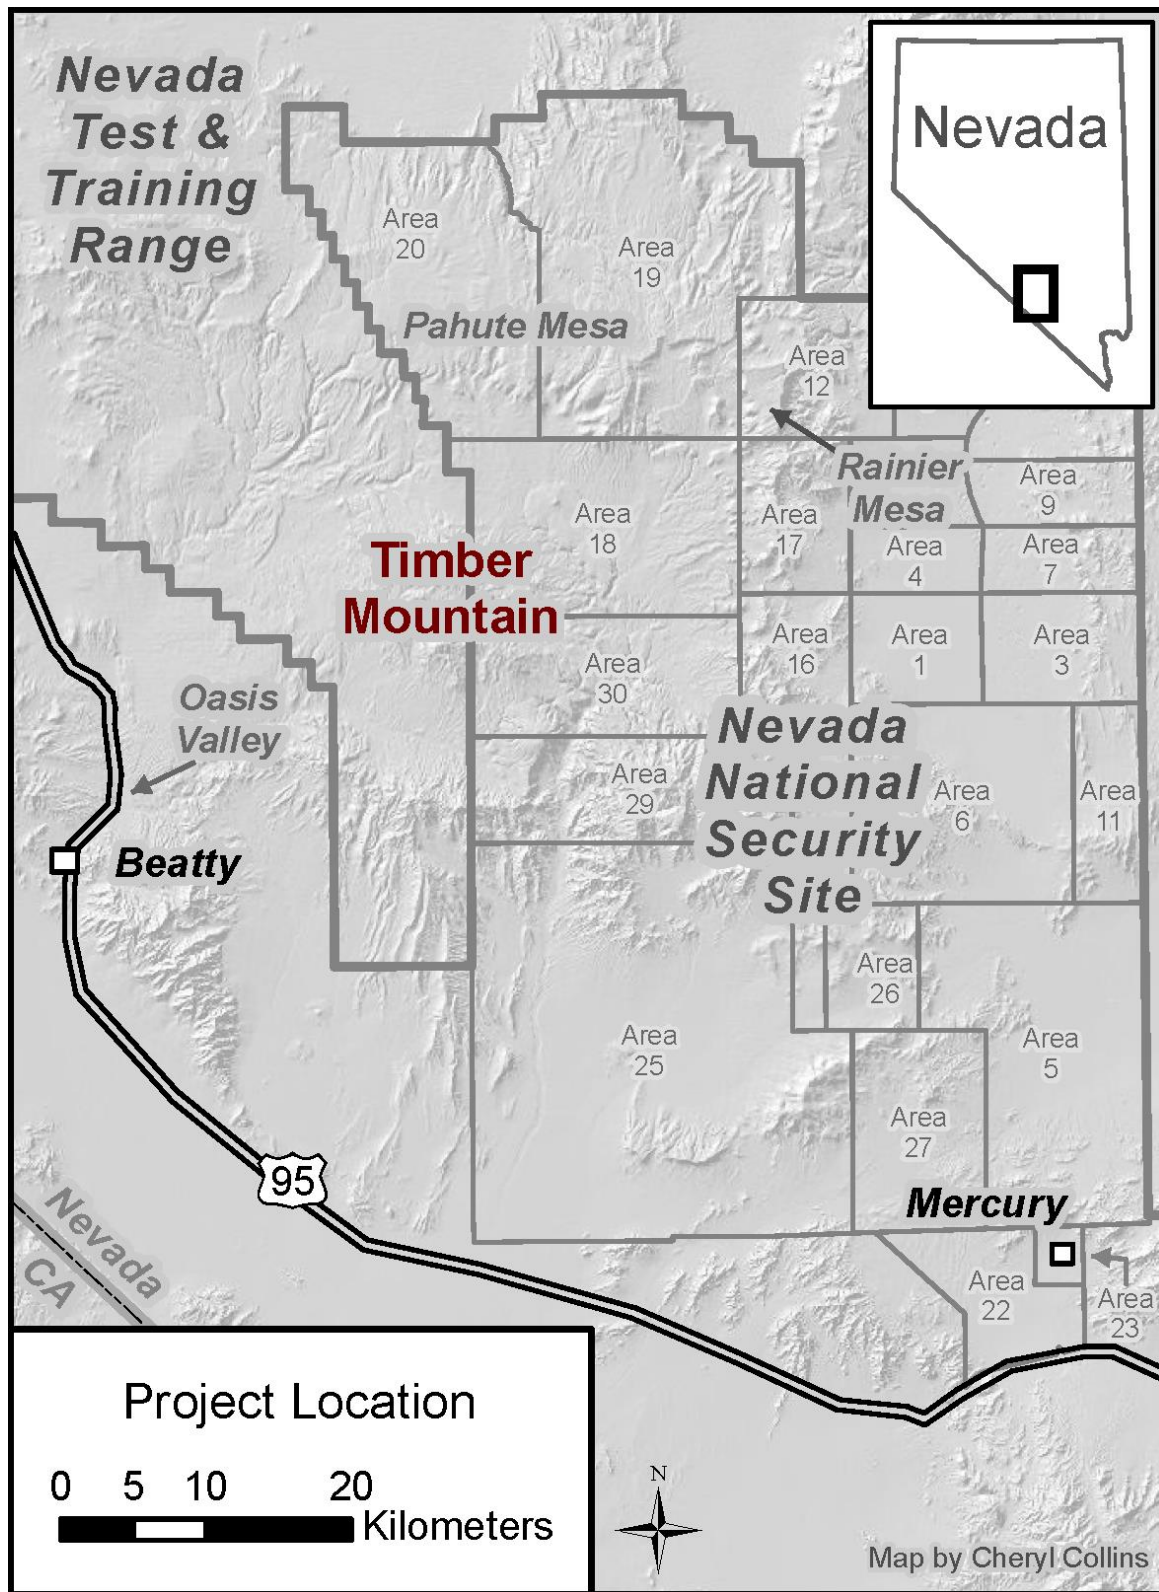 Nevada
Test &
Training
Range
Nevada
Area
20
Area
19
Pahute Mesa
Area
12
Rainier
Mesa
Area
9
Area
18
Area
17
Area
4
Area
7
Timber
Mountain
Area
16
Area
1
Area
3
Area
30
Oasis
Valley
Nevada
National
Security
Site
Area
29
Area
6
Area
11
Beatty
Area
26
Area
25
Area
5
Area
27
95
Mercury
Nevada
CA
Area
22
Area
23
Project Location
0 5 10 20
Kilometers
N
Map by Cheryl Collins